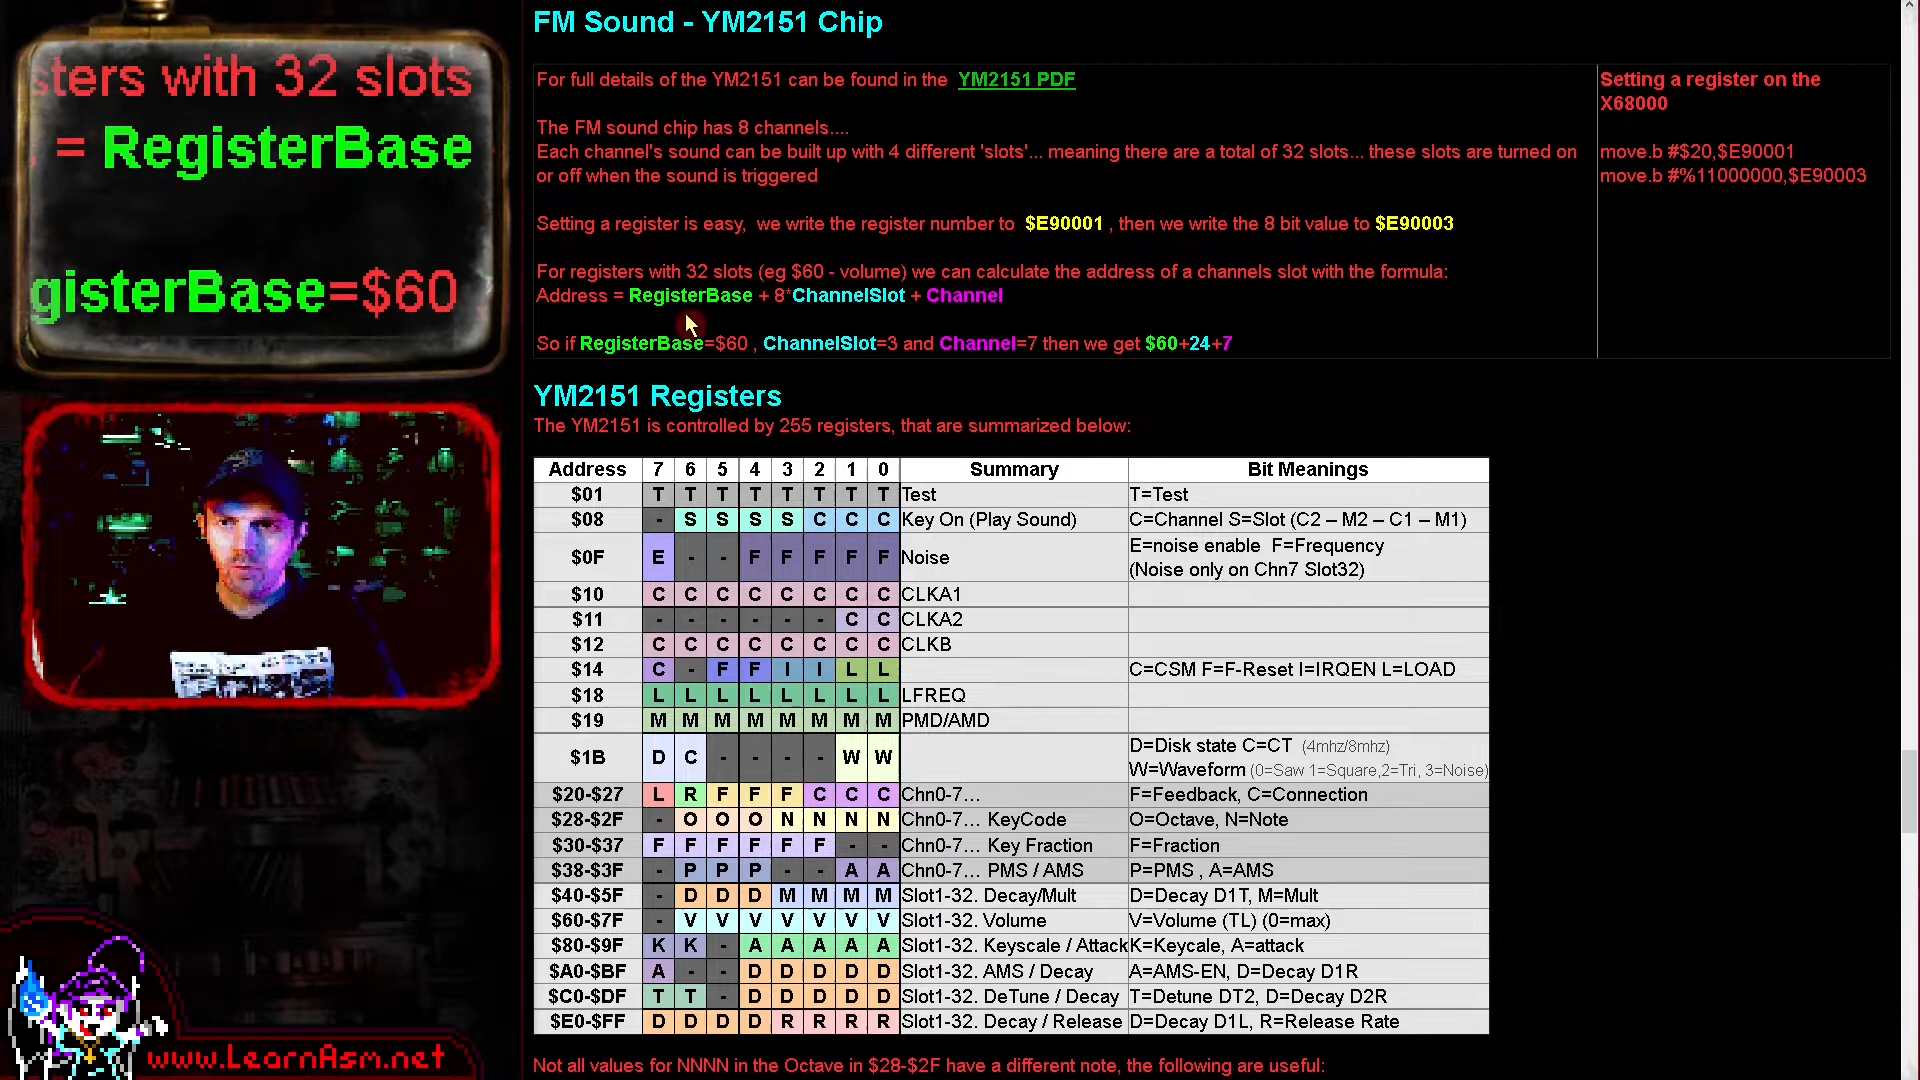 sters with 32 slots
= RegisterBase
gisterBase=$60
www.LearnAsm.net
FM Sound - YM2151 Chip
For full details of the YM2151 can be found in the YM2151 PDF
The FM sound chip has 8 channels....
Each channel's sound can be built up with 4 different 'slots'... meaning there are a total of 32 slots... these slots are turned on
or off when the sound is triggered
Setting a register is easy, we write the register number to $E90001 , then we write the 8 bit value to $E90003
For registers with 32 slots (eg $60 - volume) we can calculate the address of a channels slot with the formula:
Address = RegisterBase + 8*ChannelSlot + Channel
So if RegisterBase=$60 , ChannelSlot=3 and Channel=7 then we get $60+24+7
Setting a register on the
X68000
move.b #$20,$E90001
move.b #%11000000,$E90003
YM2151 Registers
The YM2151 is controlled by 255 registers, that are summarized below:
Address 7 6 5 4 3 2 1 0 Summary Bit Meanings
$01 T T T T T T T T Test T=Test
$08 - S S S S C C C Key On (Play Sound) C=Channel S=Slot (C2 – M2 – C1 – M1)
$0F E - - F F F F F Noise E=noise enable F=Frequency
(Noise only on Chn7 Slot32)
$10 C C C C C C C C CLKA1
$11 - - - - - - C C CLKA2
$12 C C C C C C C C CLKB
$14 C - F F I I L L C=CSM F=F-Reset I=IRQEN L=LOAD
$18 L L L L L L L L LFREQ
$19 M M M M M M M M PMD/AMD
$1B D C - - - - W W D=Disk state C=CT (4mhz/8mhz)
W=Waveform (0=Saw 1=Square,2=Tri, 3=Noise)
$20-$27 L R F F F C C C Chn0-7… F=Feedback, C=Connection
$28-$2F - O O O N N N N Chn0-7… KeyCode O=Octave, N=Note
$30-$37 F F F F F F - - Chn0-7… Key Fraction F=Fraction
$38-$3F - P P P - - A A Chn0-7… PMS / AMS P=PMS , A=AMS
$40-$5F - D D D M M M M Slot1-32. Decay/Mult D=Decay D1T, M=Mult
$60-$7F - V V V V V V V Slot1-32. Volume V=Volume (TL) (0=max)
$80-$9F K K - A A A A A Slot1-32. Keyscale / Attack K=Keycale, A=attack
$A0-$BF A - - D D D D D Slot1-32. AMS / Decay A=AMS-EN, D=Decay D1R
$C0-$DF T T - D D D D D Slot1-32. DeTune / Decay T=Detune DT2, D=Decay D2R
$E0-$FF D D D D R R R R Slot1-32. Decay / Release D=Decay D1L, R=Release Rate
Not all values for NNNN in the Octave in $28-$2F have a different note, the following are useful: